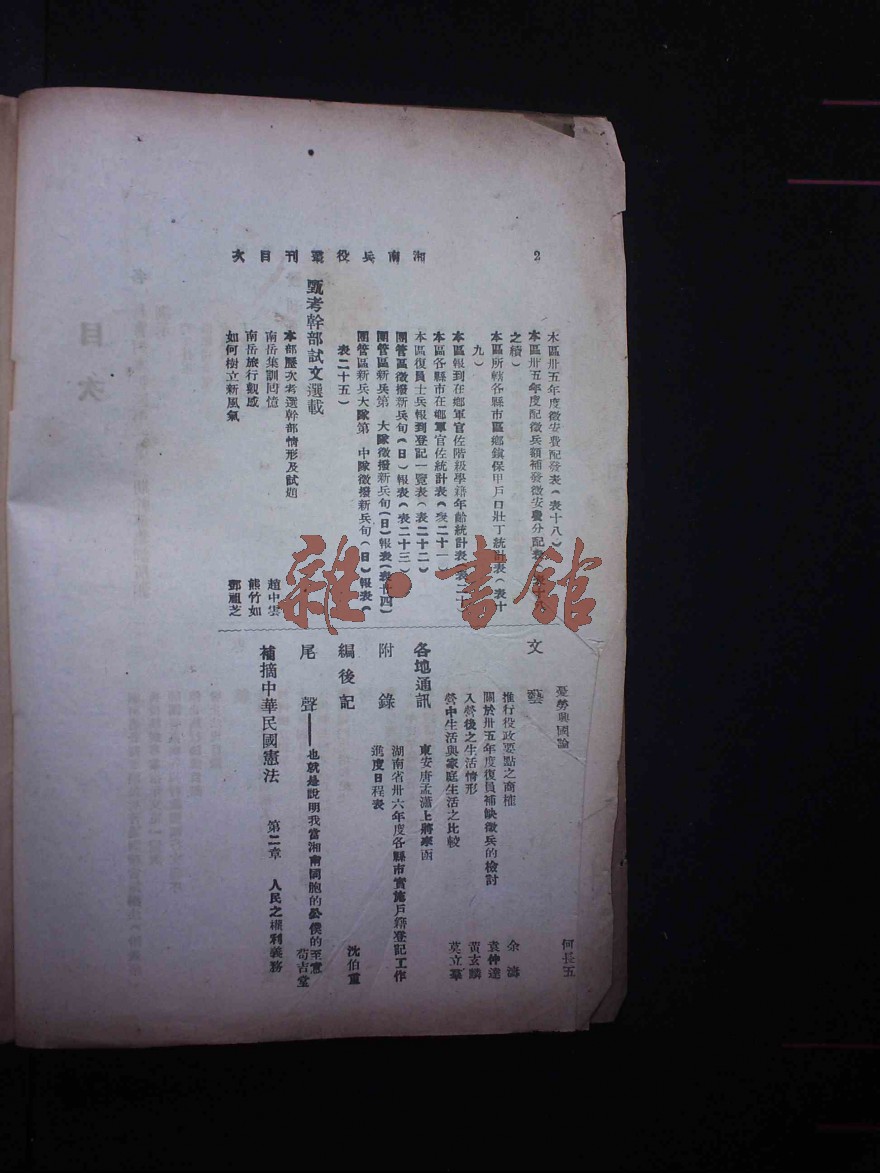 湘南兵役彙刊目次
2
本區卅五年度徵安費配發表(表十八)
本區卅五年度配徵兵額補發徵安費分配表(表十八
之續)
本區所轄各縣市區鄉鎮保甲戶口壯丁統計表(表十
九)
本區報到在鄉軍官佐階級學籍年齡統計表(表二十
本區各縣市在鄉軍官佐統計表(表二十一)
本區復員士兵報到登記一覽表(表二十二)
團管區徵撥新兵旬(日)報表(表二十三)
團管區新兵第 大隊徵撥新兵旬(日)報表(表廿四)
團管區新兵大隊第 中隊徵撥新兵旬(日)報表(
表二十五)
甄考幹部試文選載
本部歷次考選幹部情形及試題
南岳集訓回憶 趙中雲
南岳旅行觀感 熊竹如
如何樹立新風氣 鄧祖芝
憂勞興國論 何長五
文藝
推行役政要點之商榷 余濤
關於卅五年度復員補缺徵兵的檢討 袁仲達
入營後之生活情形 黃玄麟
營中生活與家庭生活之比較 莫立羣
各地通訊 東安唐孟瀟上將來函
附錄 湖南省卅六年度各縣市實施戶籍登記工作
進度日程表
編後記 沈伯重
尾聲——也就是說明我當湘南同胞的公僕的至意 荀吉堂
補摘中華民國憲法 第二章 人民之權利義務
雜·書館